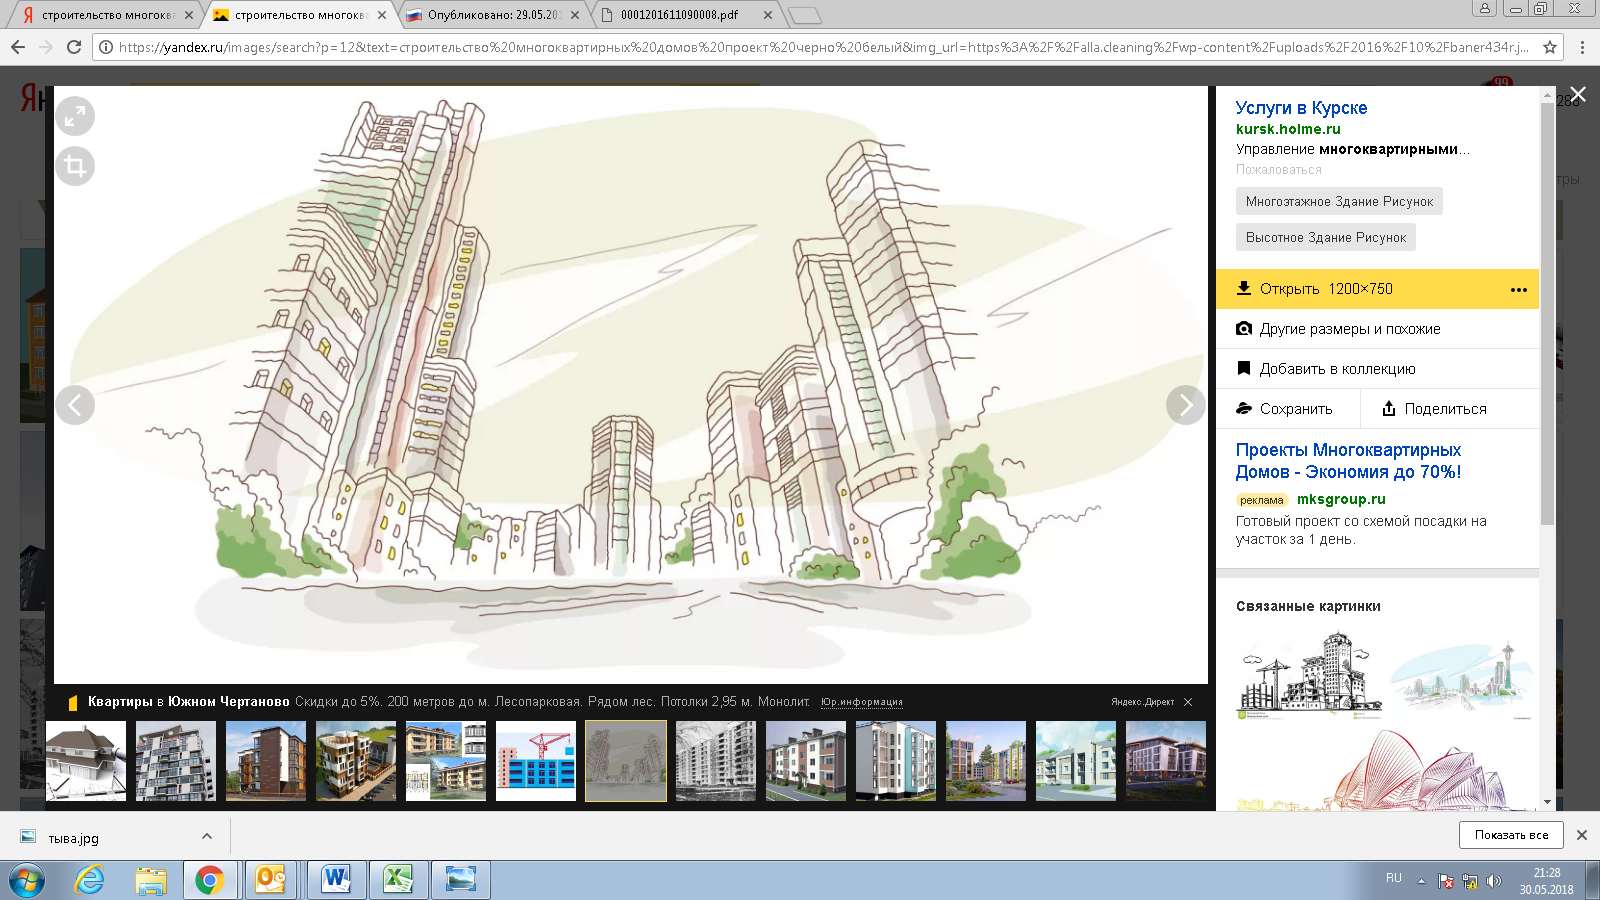 строительство многоква
строительство многоква
Опубликовано: 29.05.201
0001201611090008.pdf
https://yandex.ru/images/search?p=12&text=строительство%20многоквартирных%20домов%20проект%20черно%20белый&img_url=https%3A%2F%2Falla.cleaning%2Fwp-content%2Fuploads%2F2016%2F10%2Fbaner434r.j...
99
Услуги в Курске
kursk.holme.ru
Управление многоквартирными...
Пожаловаться
Многоэтажное Здание Рисунок
Высотное Здание Рисунок
Открыть 1200×750
Другие размеры и похожие
Добавить в коллекцию
Сохранить
Поделиться
Проекты Многоквартирных
Домов - Экономия до 70%!
реклама mksgroup.ru
Готовый проект со схемой посадки на
участок за 1 день.
Связанные картинки
Квартиры в Южном Чертаново Скидки до 5%. 200 метров до м. Лесопарковая. Рядом лес. Потолки 2,95 м. Монолит. Юр.информация
Яндекс.Директ
тыва.jpg
Показать все
RU
21:28
30.05.2018